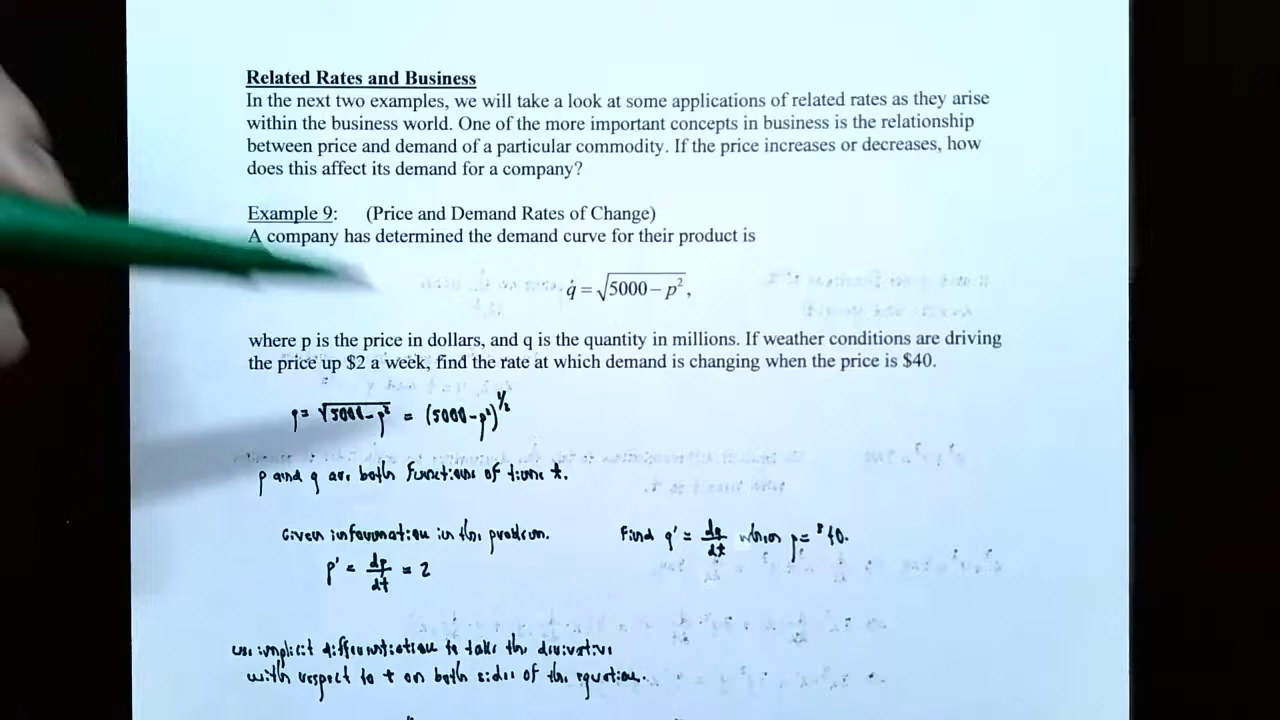 Related Rates and Business
In the next two examples, we will take a look at some applications of related rates as they arise
within the business world. One of the more important concepts in business is the relationship
between price and demand of a particular commodity. If the price increases or decreases, how
does this affect its demand for a company?
Example 9: (Price and Demand Rates of Change)
A company has determined the demand curve for their product is
q = √(5000 − p²),
where p is the price in dollars, and q is the quantity in millions. If weather conditions are driving
the price up $2 a week, find the rate at which demand is changing when the price is $40.
q = √(5000 − p²) = (5000 − p²)^½
p and q are both functions of time t.
Given information in this problem. Find q' = dq/dt when p = $40.
p' = dp/dt = 2
use implicit differentiation to take the derivative
with respect to t on both sides of the equation.